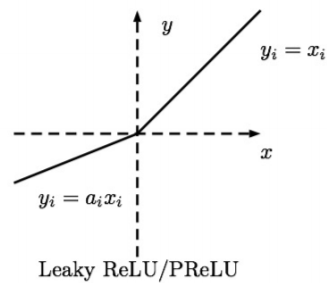 y
y_i = x_i
x
y_i = a_i x_i
Leaky ReLU/PReLU